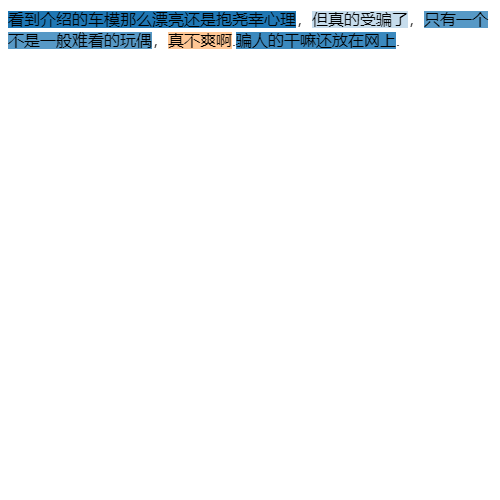 看到介绍的车模那么漂亮还是抱尧幸心理，但真的受骗了，只有一个
不是一般难看的玩偶，真不爽啊.骗人的干嘛还放在网上.